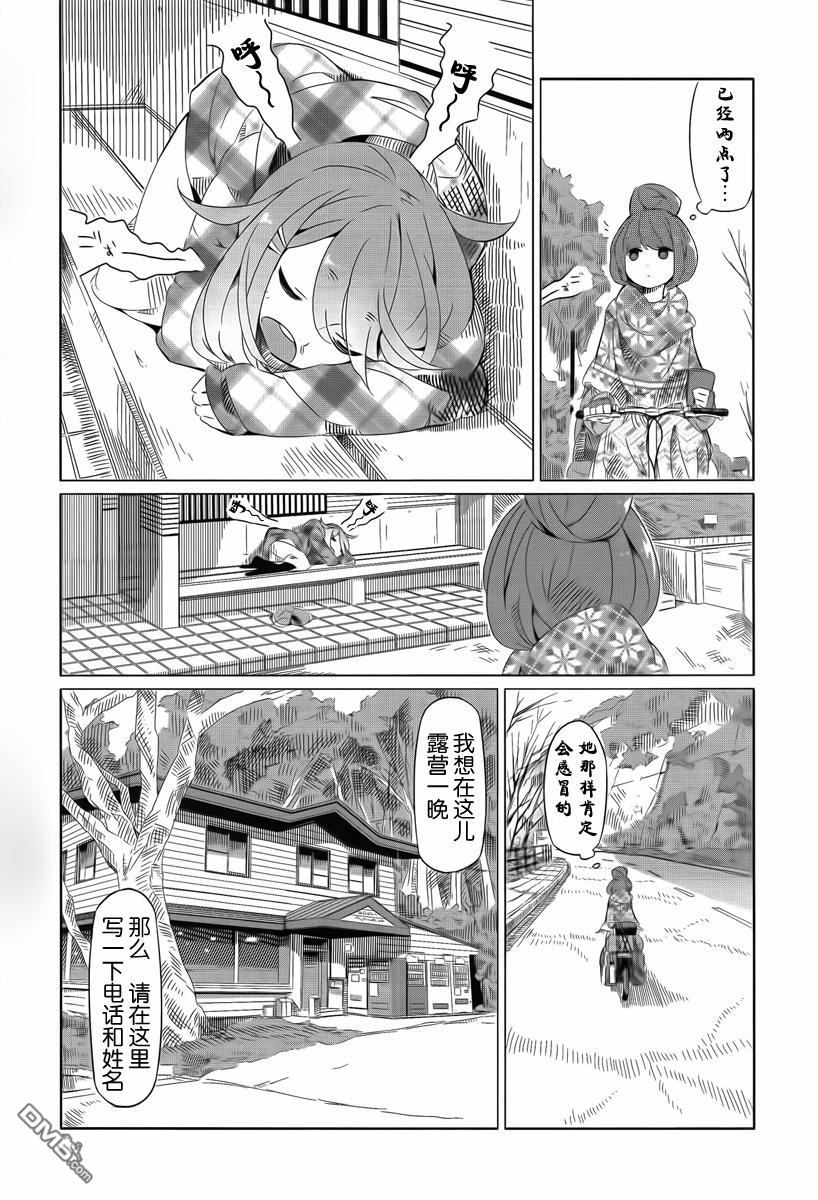 已经两点了…
呼
呼
呼
呼
她那样肯定
会感冒的
我想在这儿
露营一晚
那么 请在这里
写一下电话和姓名
DM5
.com